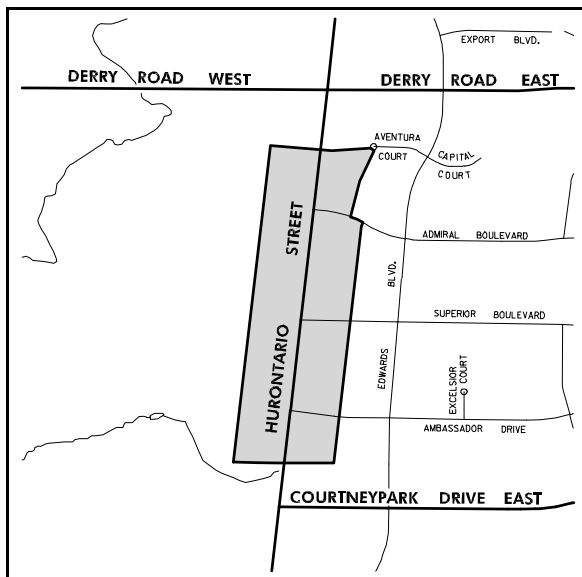 EXPORT BLVD.
DERRY ROAD WEST
DERRY ROAD EAST
AVENTURA
COURT
CAPITAL
COURT
STREET
HURONTARIO
ADMIRAL BOULEVARD
BLVD.
EDWARDS
SUPERIOR BOULEVARD
EXCELSIOR
COURT
AMBASSADOR DRIVE
COURTNEYPARK DRIVE EAST